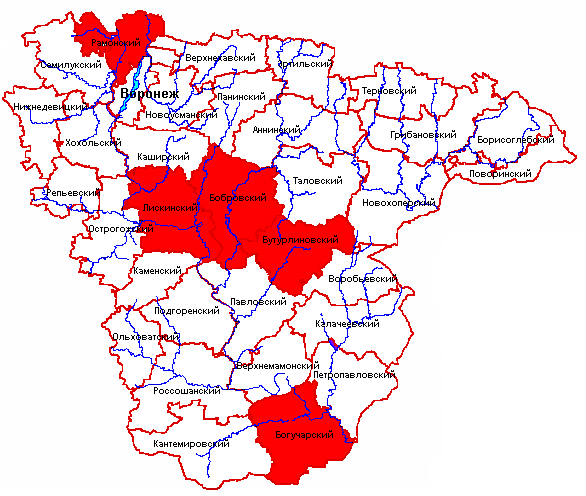 Рамонский
Семилукский
Верхнехавский
Эртильский
Воронеж
Панинский
Терновский
Нижнедевицкий
Новоусманский
Аннинский
Грибановский
Борисоглебский
Хохольский
Каширский
Поворинский
Репьевский
Лискинский
Бобровский
Таловский
Новохоперский
Острогожский
Бутурлиновский
Каменский
Воробьевский
Павловский
Подгоренский
Калачеевский
Ольховатский
Верхнемамонский
Петропавловский
Россошанский
Богучарский
Кантемировский